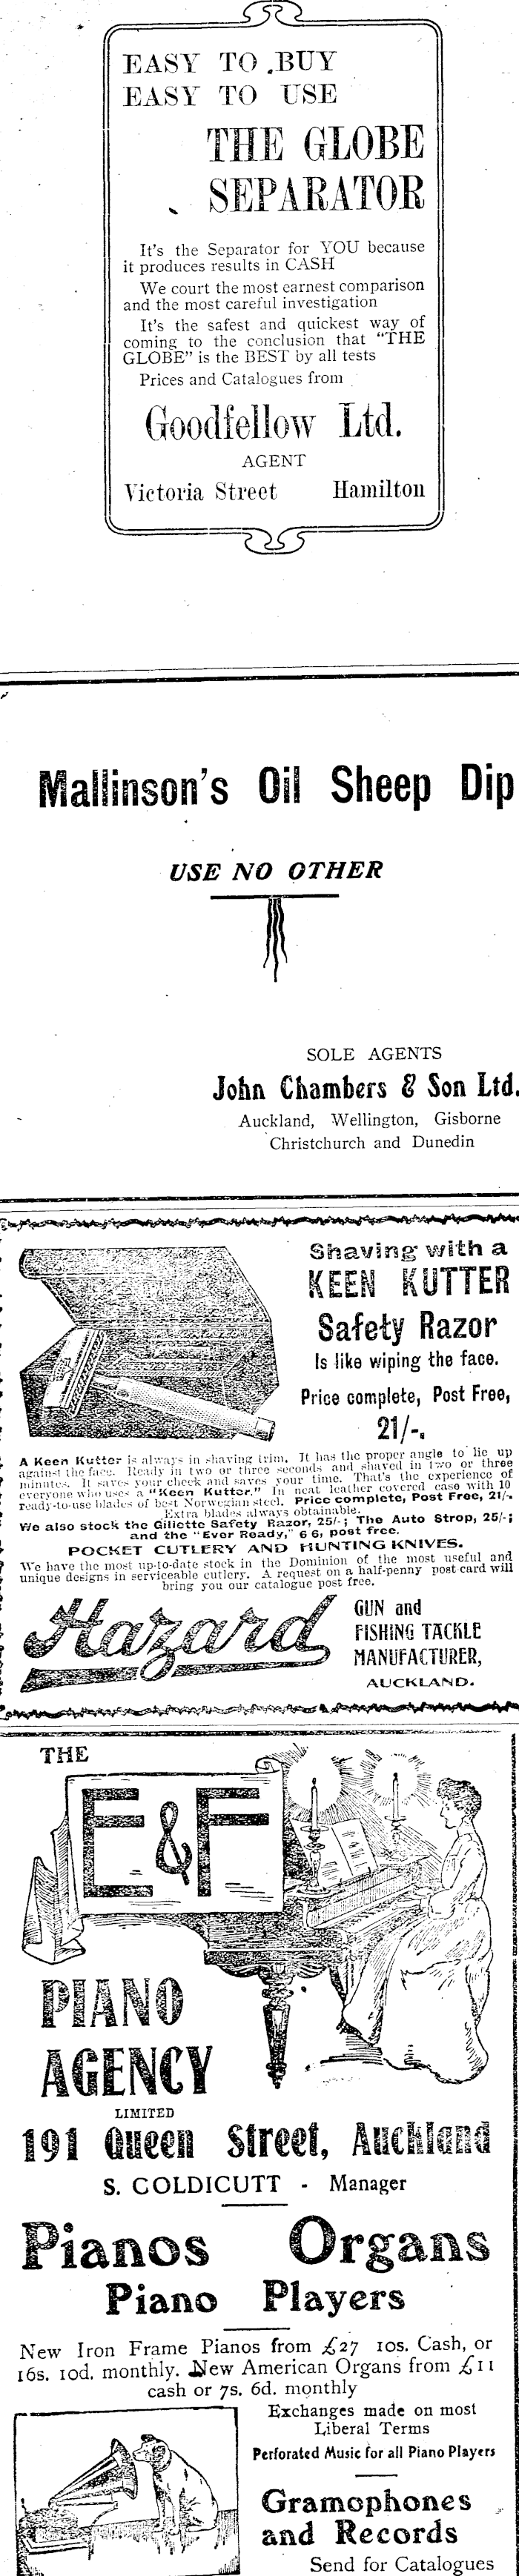 EASY TO BUY
EASY TO USE
THE GLOBE
SEPARATOR
It's the Separator for YOU because
it produces results in CASH
We court the most earnest comparison
and the most careful investigation
It's the safest and quickest way of
coming to the conclusion that "THE
GLOBE" is the BEST by all tests
Prices and Catalogues from
Goodfellow Ltd.
AGENT
Victoria Street Hamilton
Mallinson's Oil Sheep Dip
USE NO OTHER
SOLE AGENTS
John Chambers & Son Ltd.
Auckland, Wellington, Gisborne
Christchurch and Dunedin
Shaving with a
KEEN KUTTER
Safety Razor
Is like wiping the face.
Price complete, Post Free,
21/-.
A Keen Kutter is always in shaving trim. It has the proper angle to lie up
against the face. Ready in two or three seconds and shaved in two or three
minutes. It saves your cheek and saves your time. That's the experience of
everyone who uses a "Keen Kutter." In neat leather covered case with 10
ready-to-use blades of best Norwegian steel. Price complete, Post Free, 21/-.
Extra blades always obtainable.
We also stock the Gillette Safety Razor, 25/-; The Auto Strop, 25/-;
and the "Ever Ready," 6 6, post free.
POCKET CUTLERY AND HUNTING KNIVES.
We have the most up-to-date stock in the Dominion of the most useful and
unique designs in serviceable cutlery. A request on a half-penny post card will
bring you our catalogue post free.
Hazard
GUN and
FISHING TACKLE
MANUFACTURER,
AUCKLAND.
THE
E & F
PIANO
AGENCY
LIMITED
191 Queen Street, Auckland
S. COLDICUTT - Manager
Pianos Organs
Piano Players
New Iron Frame Pianos from £27 10s. Cash, or
16s. 10d. monthly. New American Organs from £11
cash or 7s. 6d. monthly
Exchanges made on most
Liberal Terms
Perforated Music for all Piano Players
Gramophones
and Records
Send for Catalogues